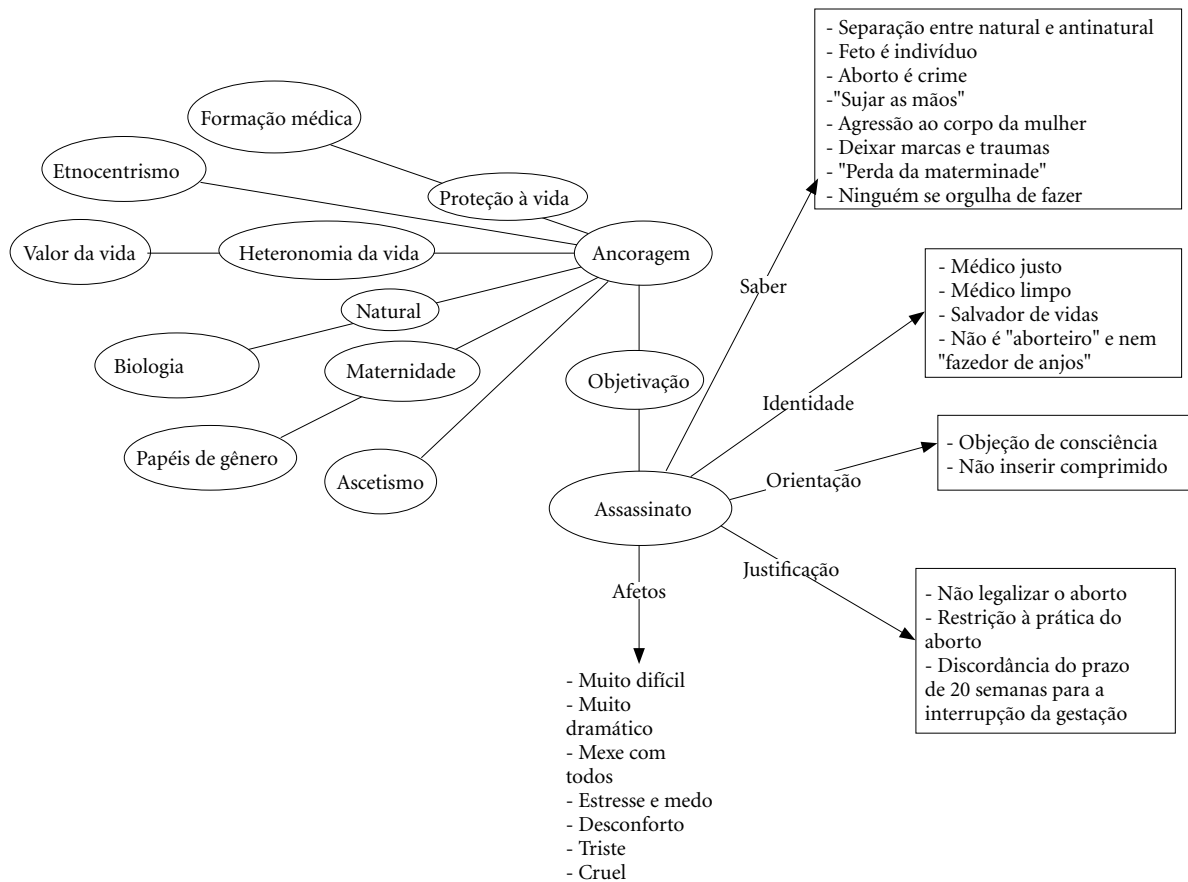 Formação médica
Etnocentrismo
Proteção à vida
Valor da vida
Heteronomia da vida
Ancoragem
Natural
Biologia
Maternidade
Objetivação
Papéis de gênero
Ascetismo
Assassinato
Saber
- Separação entre natural e antinatural
- Feto é indivíduo
- Aborto é crime
-"Sujar as mãos"
- Agressão ao corpo da mulher
- Deixar marcas e traumas
- "Perda da materminade"
- Ninguém se orgulha de fazer
Identidade
- Médico justo
- Médico limpo
- Salvador de vidas
- Não é "aborteiro" e nem
"fazedor de anjos"
Orientação
- Objeção de consciência
- Não inserir comprimido
Justificação
- Não legalizar o aborto
- Restrição à prática do
aborto
- Discordância do prazo
de 20 semanas para a
interrupção da gestação
Afetos
- Muito difícil
- Muito
dramático
- Mexe com
todos
- Estresse e medo
- Desconforto
- Triste
- Cruel